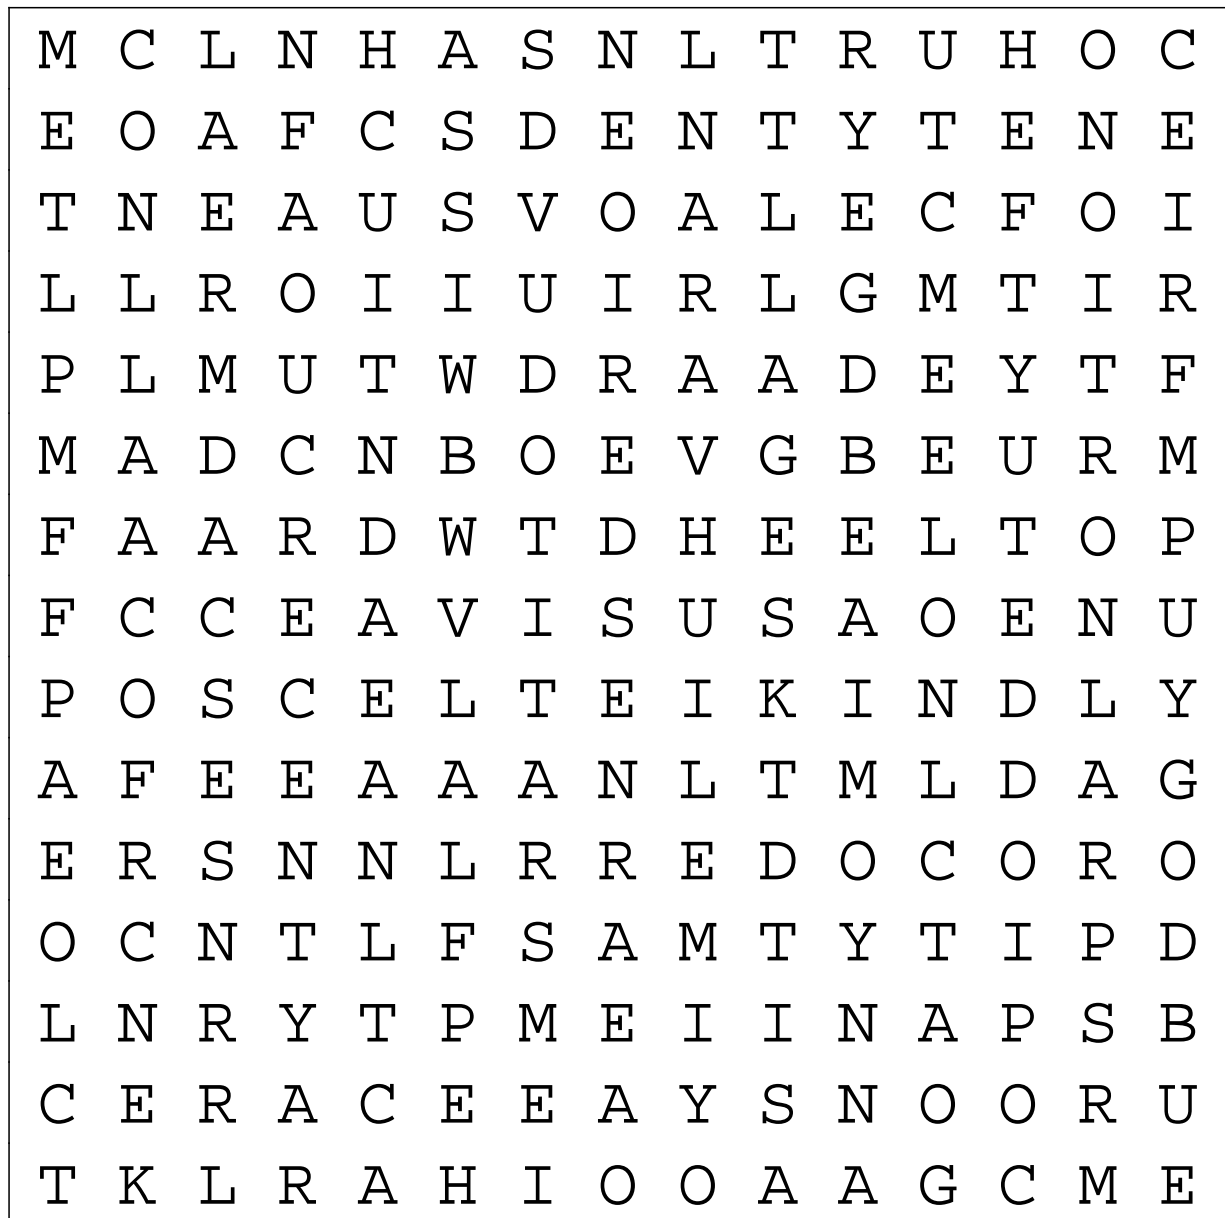 M C L N H A S N L T R U H O C
E O A F C S D E N T Y T E N E
T N E A U S V O A L E C F O I
L L R O I I U I R L G M T I R
P L M U T W D R A A D E Y T F
M A D C N B O E V G B E U R M
F A A R D W T D H E E L T O P
F C C E A V I S U S A O E N U
P O S C E L T E I K I N D L Y
A F E E A A A N L T M L D A G
E R S N N L R R E D O C O R O
O C N T L F S A M T Y T I P D
L N R Y T P M E I I N A P S B
C E R A C E E A Y S N O O R U
T K L R A H I O O A A G C M E